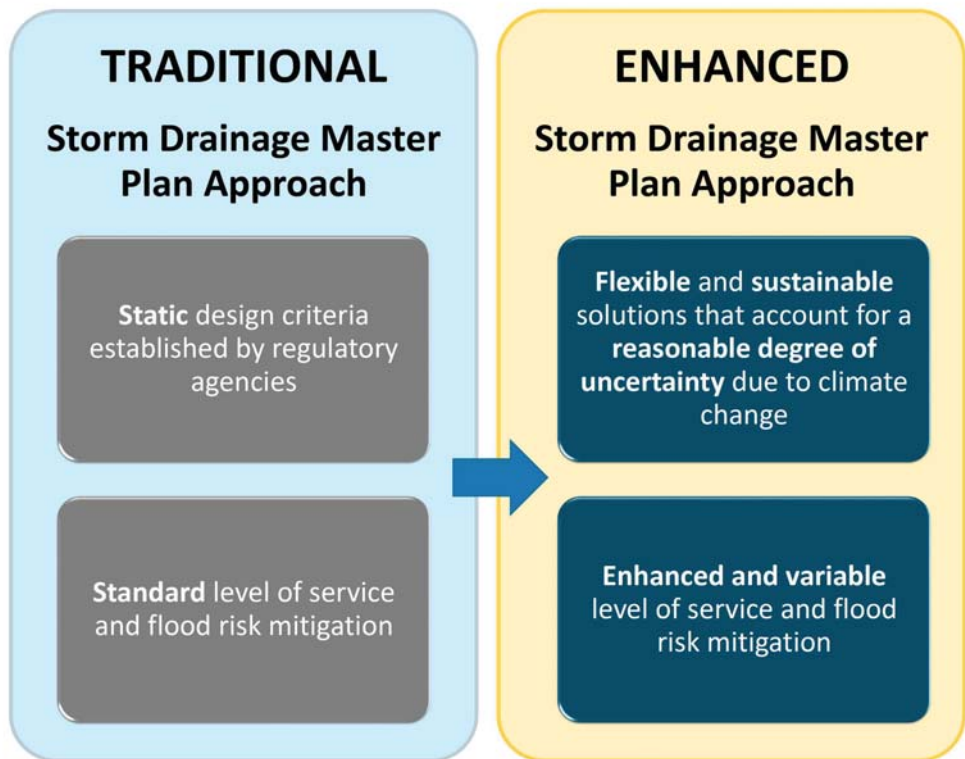 TRADITIONAL
Storm Drainage Master
Plan Approach
Static design criteria
established by regulatory
agencies
Standard level of service
and flood risk mitigation
ENHANCED
Storm Drainage Master
Plan Approach
Flexible and sustainable
solutions that account for a
reasonable degree of
uncertainty due to climate
change
Enhanced and variable
level of service and flood
risk mitigation